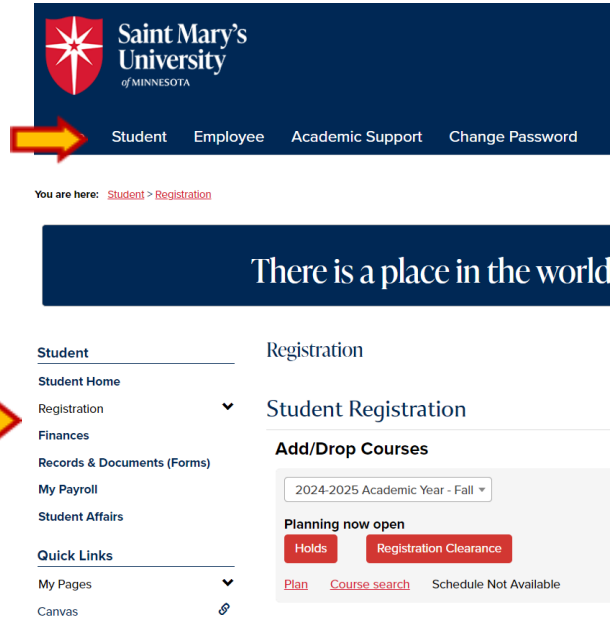 Saint Mary's
University
of MINNESOTA
Student Employee Academic Support Change Password
You are here: Student > Registration
There is a place in the world
Student
Student Home
Registration
Finances
Records & Documents (Forms)
My Payroll
Student Affairs
Quick Links
My Pages
Canvas
Registration
Student Registration
Add/Drop Courses
2024-2025 Academic Year - Fall
Planning now open
Holds Registration Clearance
Plan Course search Schedule Not Available